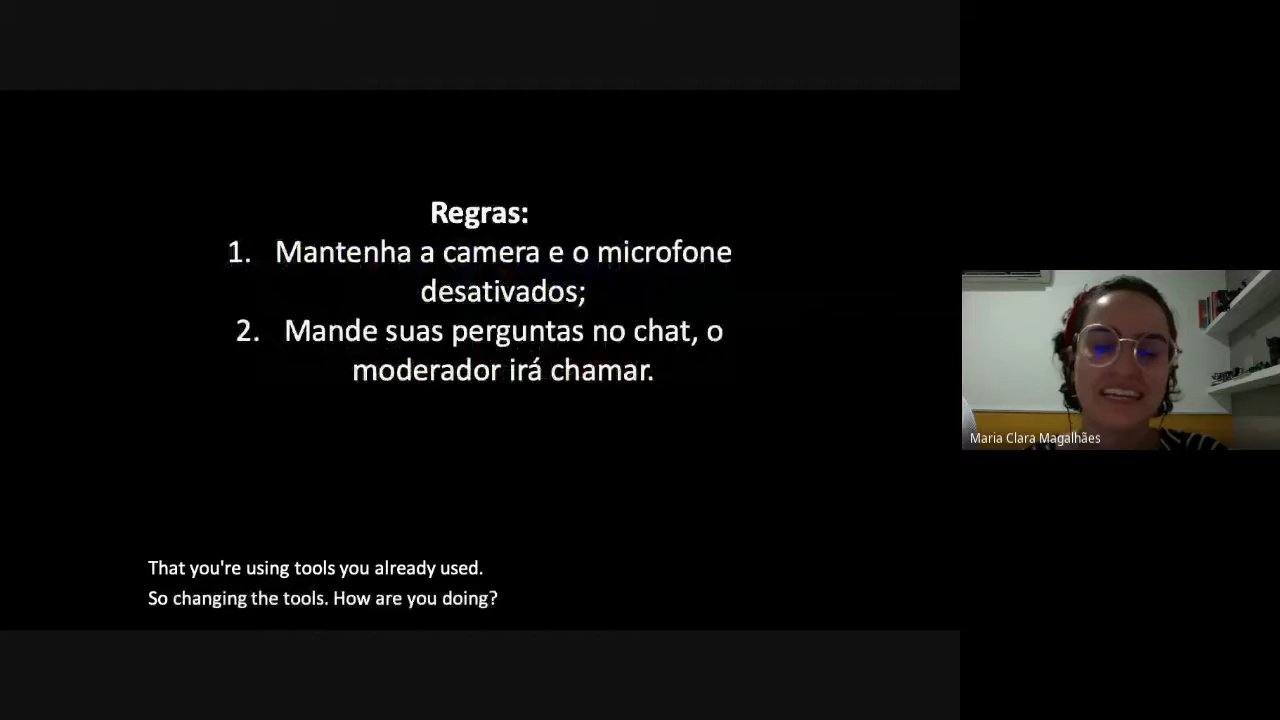 Regras:
1. Mantenha a camera e o microfone
desativados;
2. Mande suas perguntas no chat, o
moderador irá chamar.
Maria Clara Magalhães
That you're using tools you already used.
So changing the tools. How are you doing?